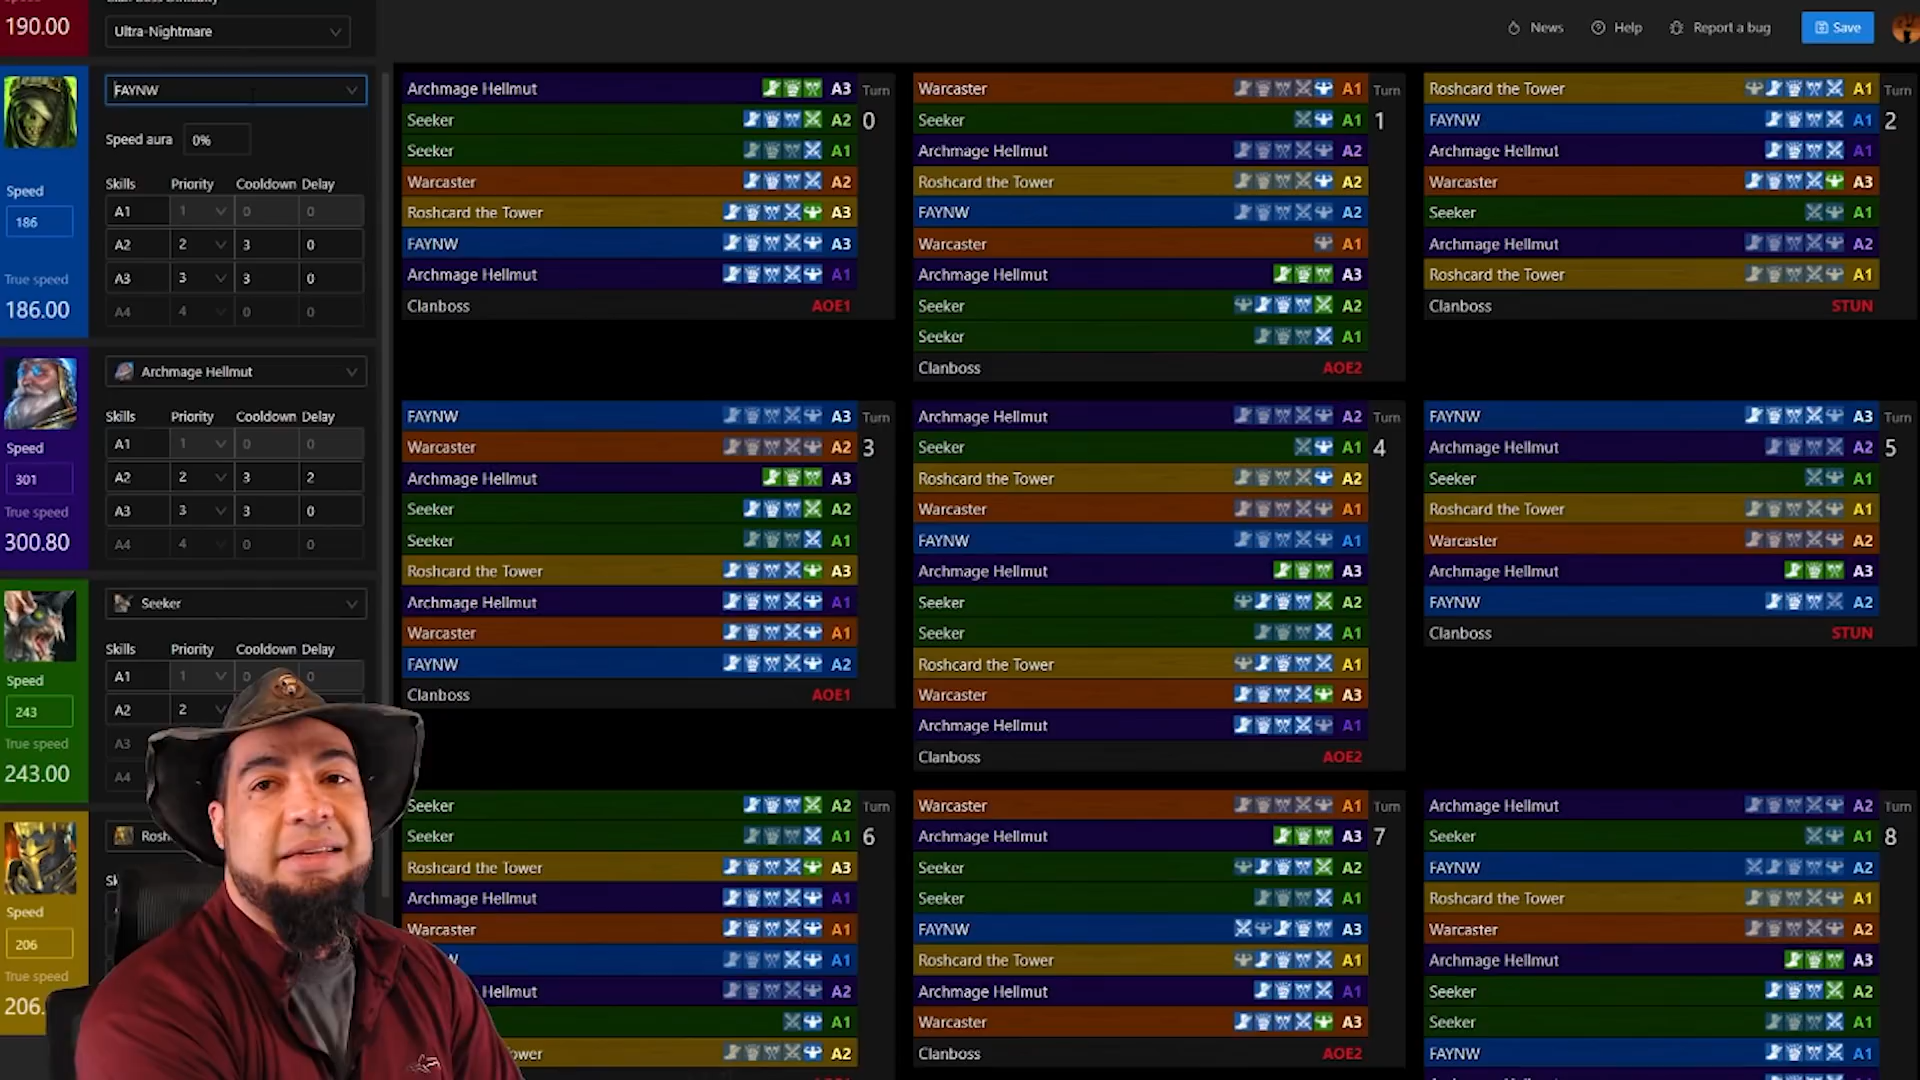 Ultra-Nightmare
190.00
News
Help
Report a bug
Save
FAYNW
Speed aura
0%
Speed
186
True speed
186.00
Skills Priority Cooldown Delay
A1 1 0 0
A2 2 3 0
A3 3 3 0
A4 4 0 0
Archmage Hellmut
Speed
301
True speed
300.80
Skills Priority Cooldown Delay
A1 1 0 0
A2 2 3 2
A3 3 3 0
A4 4 0 0
Seeker
Speed
243
True speed
243.00
Skills Priority Cooldown Delay
A1 1 0
A2 2
A3
A4
Rosh
Speed
206
True speed
206.
Archmage Hellmut A3 Turn
Seeker A2 0
Seeker A1
Warcaster A2
Roshcard the Tower A3
FAYNW A3
Archmage Hellmut A1
Clanboss AOE1
Warcaster A1 Turn
Seeker A1 1
Archmage Hellmut A2
Roshcard the Tower A2
FAYNW A2
Warcaster A1
Archmage Hellmut A3
Seeker A2
Seeker A1
Clanboss AOE2
Roshcard the Tower A1 Turn
FAYNW A1 2
Archmage Hellmut A1
Warcaster A3
Seeker A1
Archmage Hellmut A2
Roshcard the Tower A1
Clanboss STUN
FAYNW A3 Turn
Warcaster A2 3
Archmage Hellmut A3
Seeker A2
Seeker A1
Roshcard the Tower A3
Archmage Hellmut A1
Warcaster A1
FAYNW A2
Clanboss AOE1
Archmage Hellmut A2 Turn
Seeker A1 4
Roshcard the Tower A2
Warcaster A1
FAYNW A1
Archmage Hellmut A3
Seeker A2
Seeker A1
Roshcard the Tower A1
Warcaster A3
Archmage Hellmut A1
Clanboss AOE2
FAYNW A3 Turn
Archmage Hellmut A2 5
Seeker A1
Roshcard the Tower A1
Warcaster A2
Archmage Hellmut A3
FAYNW A2
Clanboss STUN
Seeker A2 Turn
Seeker A1 6
Roshcard the Tower A3
Archmage Hellmut A1
Warcaster A1
W A1
Hellmut A2
A1
ower A2
Warcaster A1 Turn
Archmage Hellmut A3 7
Seeker A2
Seeker A1
FAYNW A3
Roshcard the Tower A1
Archmage Hellmut A1
Warcaster A3
Clanboss AOE2
Archmage Hellmut A2 Turn
Seeker A1 8
FAYNW A2
Roshcard the Tower A1
Warcaster A2
Archmage Hellmut A3
Seeker A2
Seeker A1
FAYNW A1